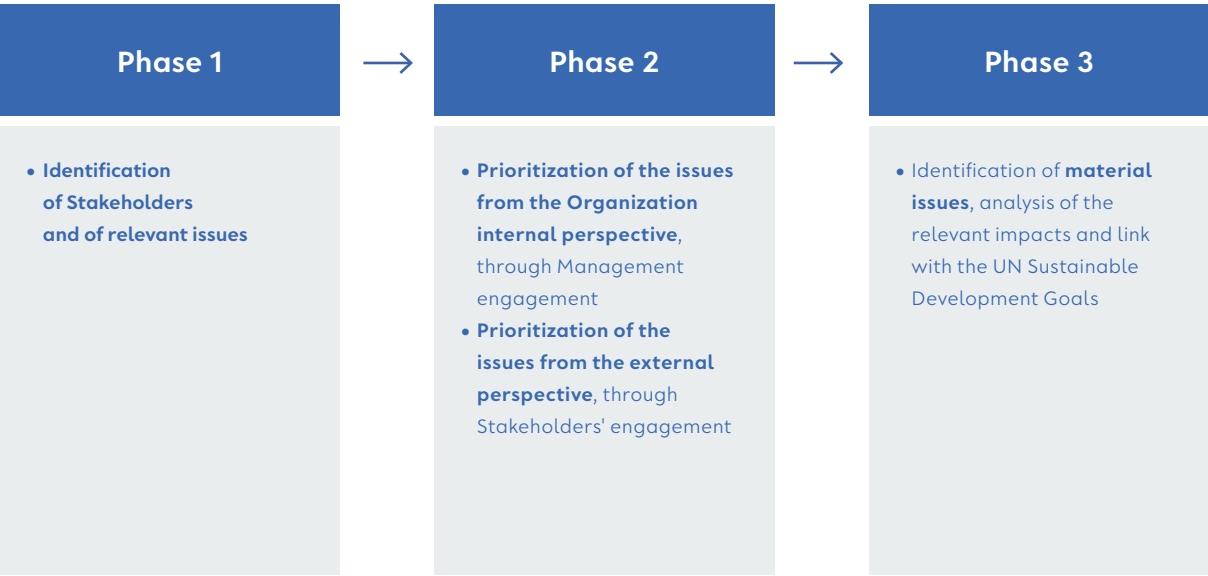 Phase 1
• Identification
of Stakeholders
and of relevant issues
Phase 2
• Prioritization of the issues
from the Organization
internal perspective,
through Management
engagement
• Prioritization of the
issues from the external
perspective, through
Stakeholders' engagement
Phase 3
• Identification of material
issues, analysis of the
relevant impacts and link
with the UN Sustainable
Development Goals